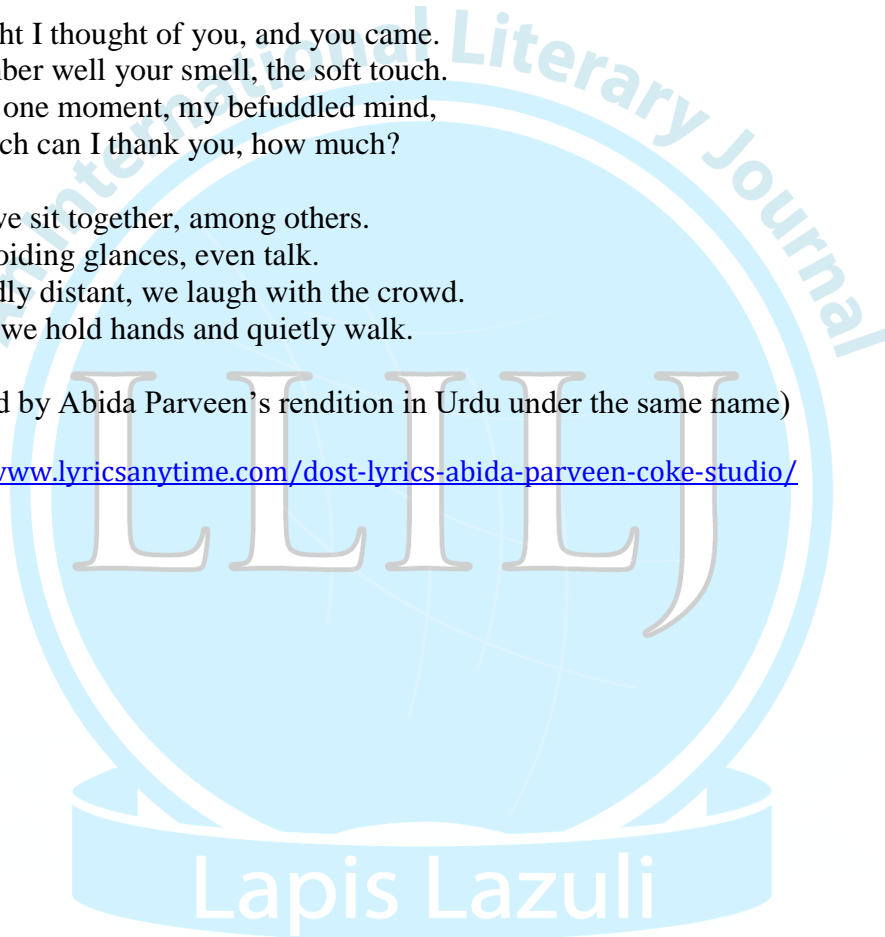 ht I thought of you, and you came.
ber well your smell, the soft touch.
one moment, my befuddled mind,
ch can I thank you, how much?
ve sit together, among others.
oiding glances, even talk.
dly distant, we laugh with the crowd.
we hold hands and quietly walk.
d by Abida Parveen’s rendition in Urdu under the same name)
www.lyricsanytime.com/dost-lyrics-abida-parveen-coke-studio/
An International Literary Journal
LLILJ
Lapis Lazuli